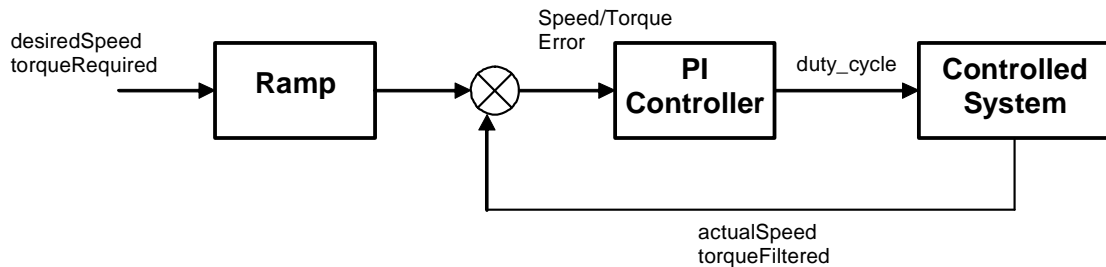 desiredSpeed
torqueRequired
Ramp
Speed/Torque
Error
PI
Controller
duty_cycle
Controlled
System
actualSpeed
torqueFiltered